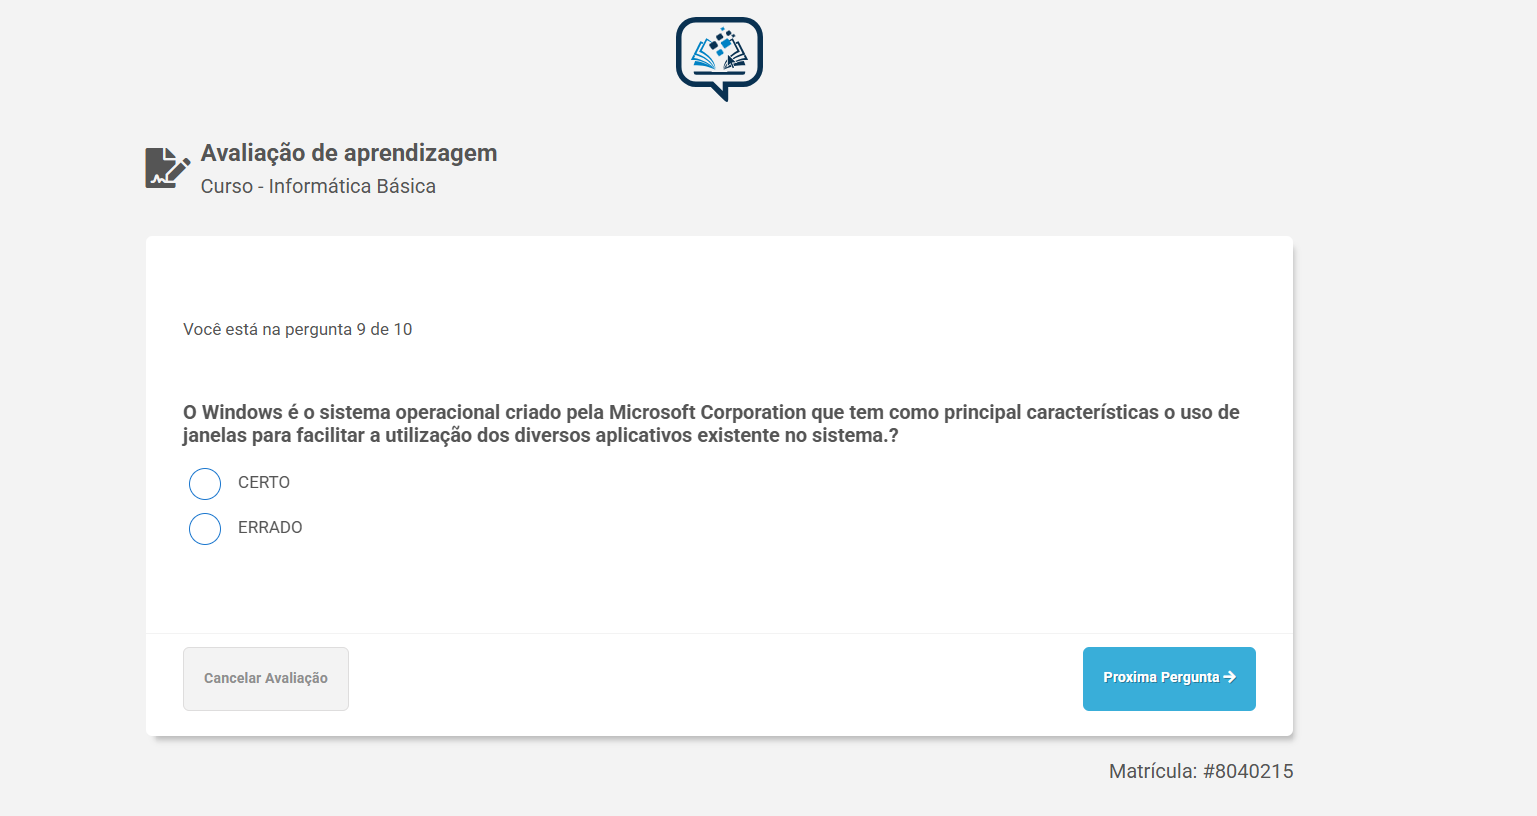 Avaliação de aprendizagem
Curso - Informática Básica
Você está na pergunta 9 de 10
O Windows é o sistema operacional criado pela Microsoft Corporation que tem como principal características o uso de
janelas para facilitar a utilização dos diversos aplicativos existente no sistema.?
CERTO
ERRADO
Cancelar Avaliação
Proxima Pergunta
Matrícula: #8040215